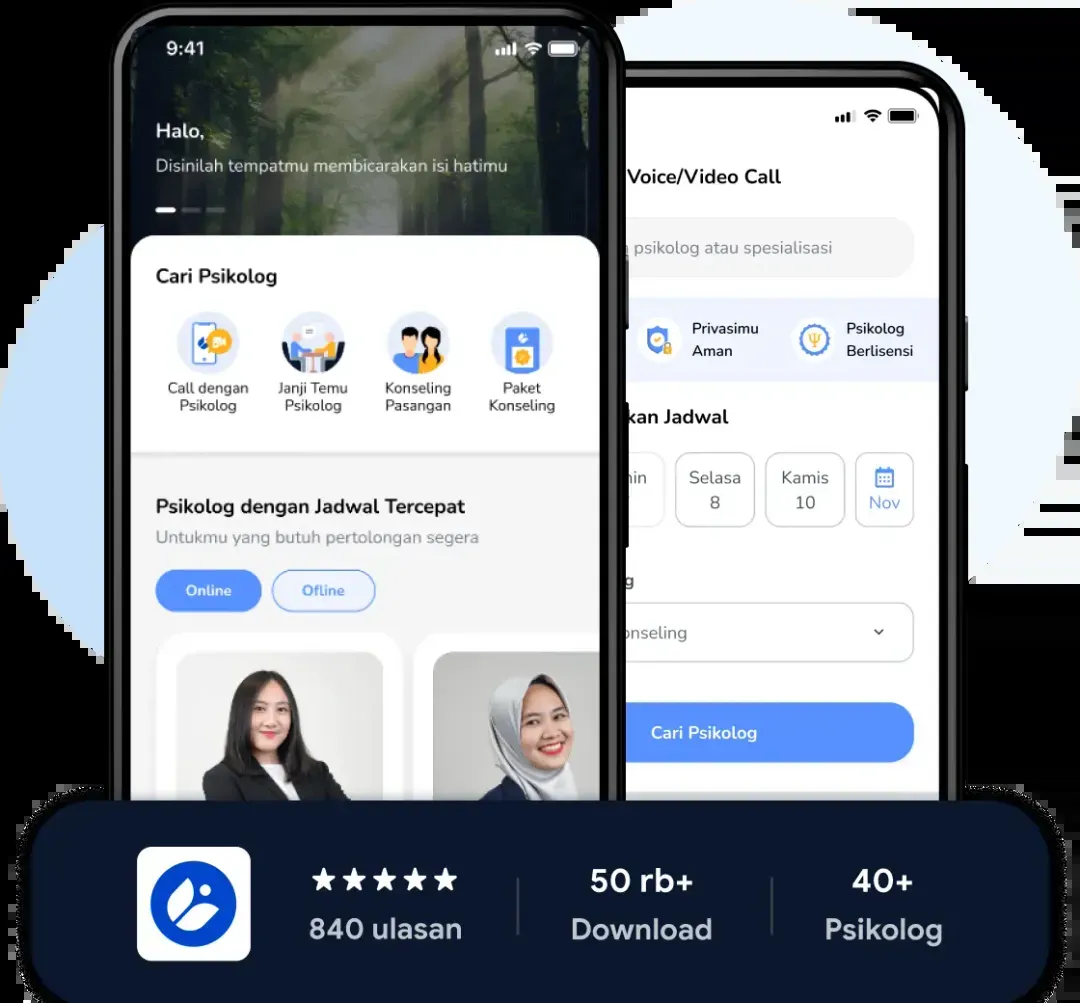 9:41
Halo,
Disinilah tempatmu membicarakan isi hatimu
Cari Psikolog
Call dengan
Psikolog
Janji Temu
Psikolog
Konseling
Pasangan
Paket
Konseling
Psikolog dengan Jadwal Tercepat
Untukmu yang butuh pertolongan segera
Online
Ofline
Voice/Video Call
psikolog atau spesialisasi
Privasimu
Aman
Psikolog
Berlisensi
kan Jadwal
in
Selasa
8
Kamis
10
Nov
g
onseling
Cari Psikolog
840 ulasan
50 rb+
Download
40+
Psikolog